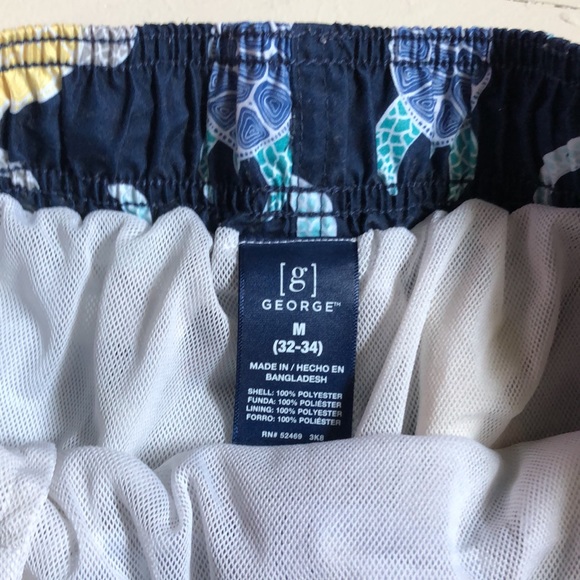 [g]
GEORGE™
M
(32-34)
MADE IN / HECHO EN
BANGLADESH
SHELL: 100% POLYESTER
FUNDA: 100% POLIÉSTER
LINING: 100% POLYESTER
FORRO: 100% POLIÉSTER
RN# 52469 3K6